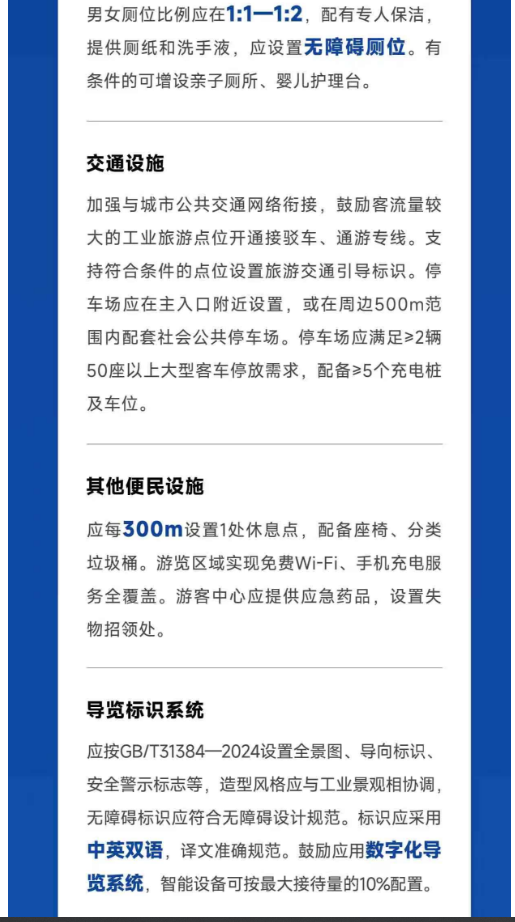 男女厕位比例应在1:1—1:2，配有专人保洁，
提供厕纸和洗手液，应设置无障碍厕位。有
条件的可增设亲子厕所、婴儿护理台。
交通设施
加强与城市公共交通网络衔接，鼓励客流量较
大的工业旅游点位开通接驳车、通游专线。支
持符合条件的点位设置旅游交通引导标识。停
车场应在主入口附近设置，或在周边500m范
围内配套社会公共停车场。停车场应满足≥2辆
50座以上大型客车停放需求，配备≥5个充电桩
及车位。
其他便民设施
应每300m设置1处休息点，配备座椅、分类
垃圾桶。游览区域实现免费Wi-Fi、手机充电服
务全覆盖。游客中心应提供应急药品，设置失
物招领处。
导览标识系统
应按GB/T31384—2024设置全景图、导向标识、
安全警示标志等，造型风格应与工业景观相协调，
无障碍标识应符合无障碍设计规范。标识应采用
中英双语，译文准确规范。鼓励应用数字化导
览系统，智能设备可按最大接待量的10%配置。